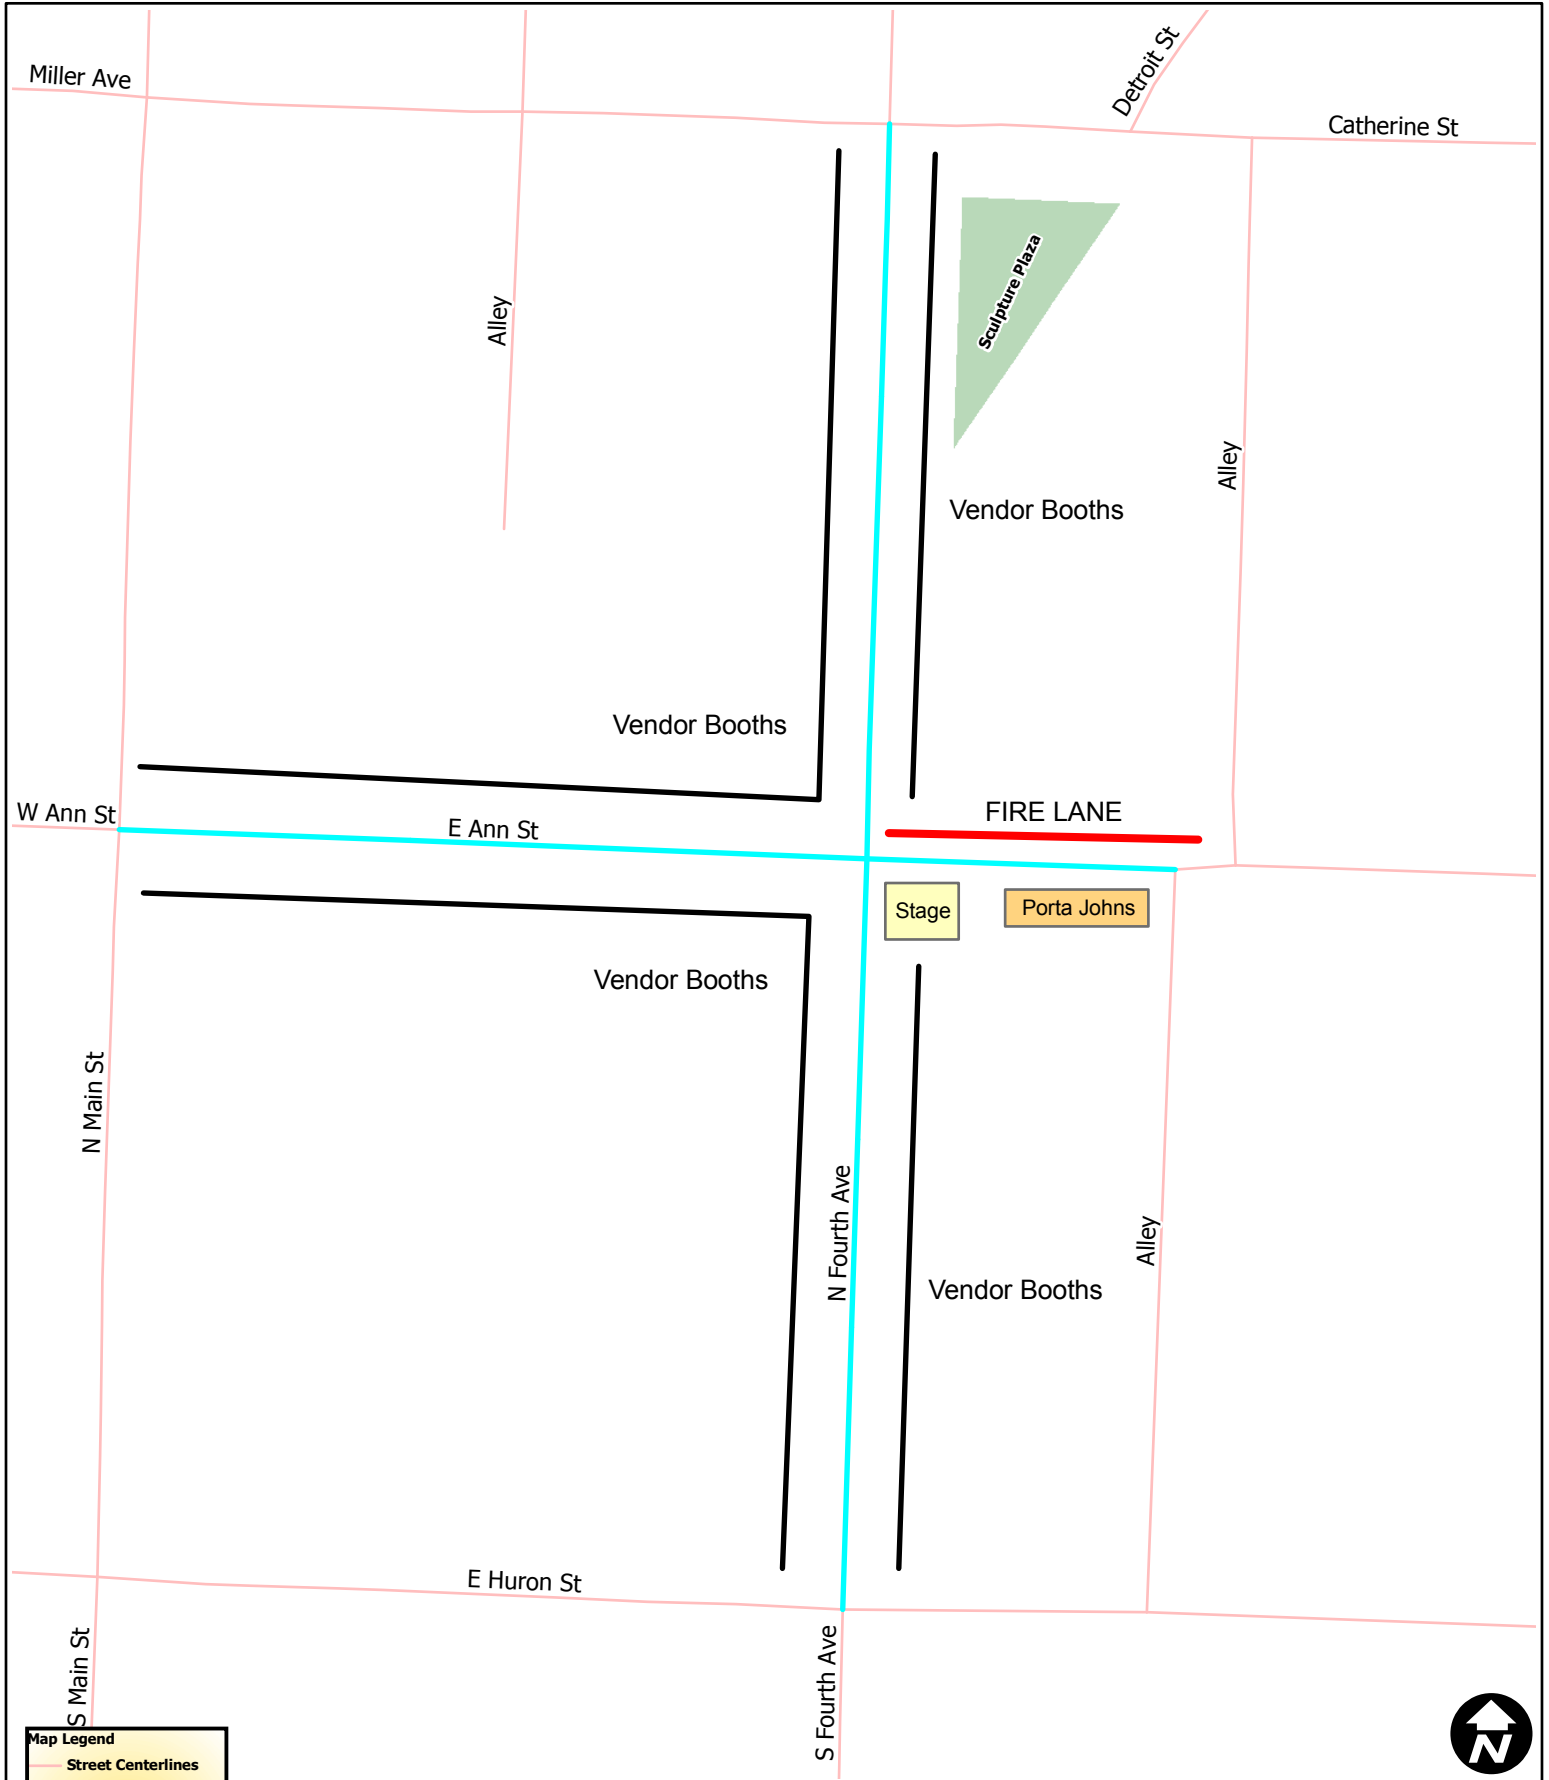 Detroit St
Miller Ave
Catherine St
Sculpture Plaza
Alley
Alley
Vendor Booths
Vendor Booths
FIRE LANE
W Ann St
E Ann St
Stage
Porta Johns
Vendor Booths
N Main St
N Fourth Ave
Alley
Vendor Booths
E Huron St
S Main St
S Fourth Ave
Map Legend
Street Centerlines
N